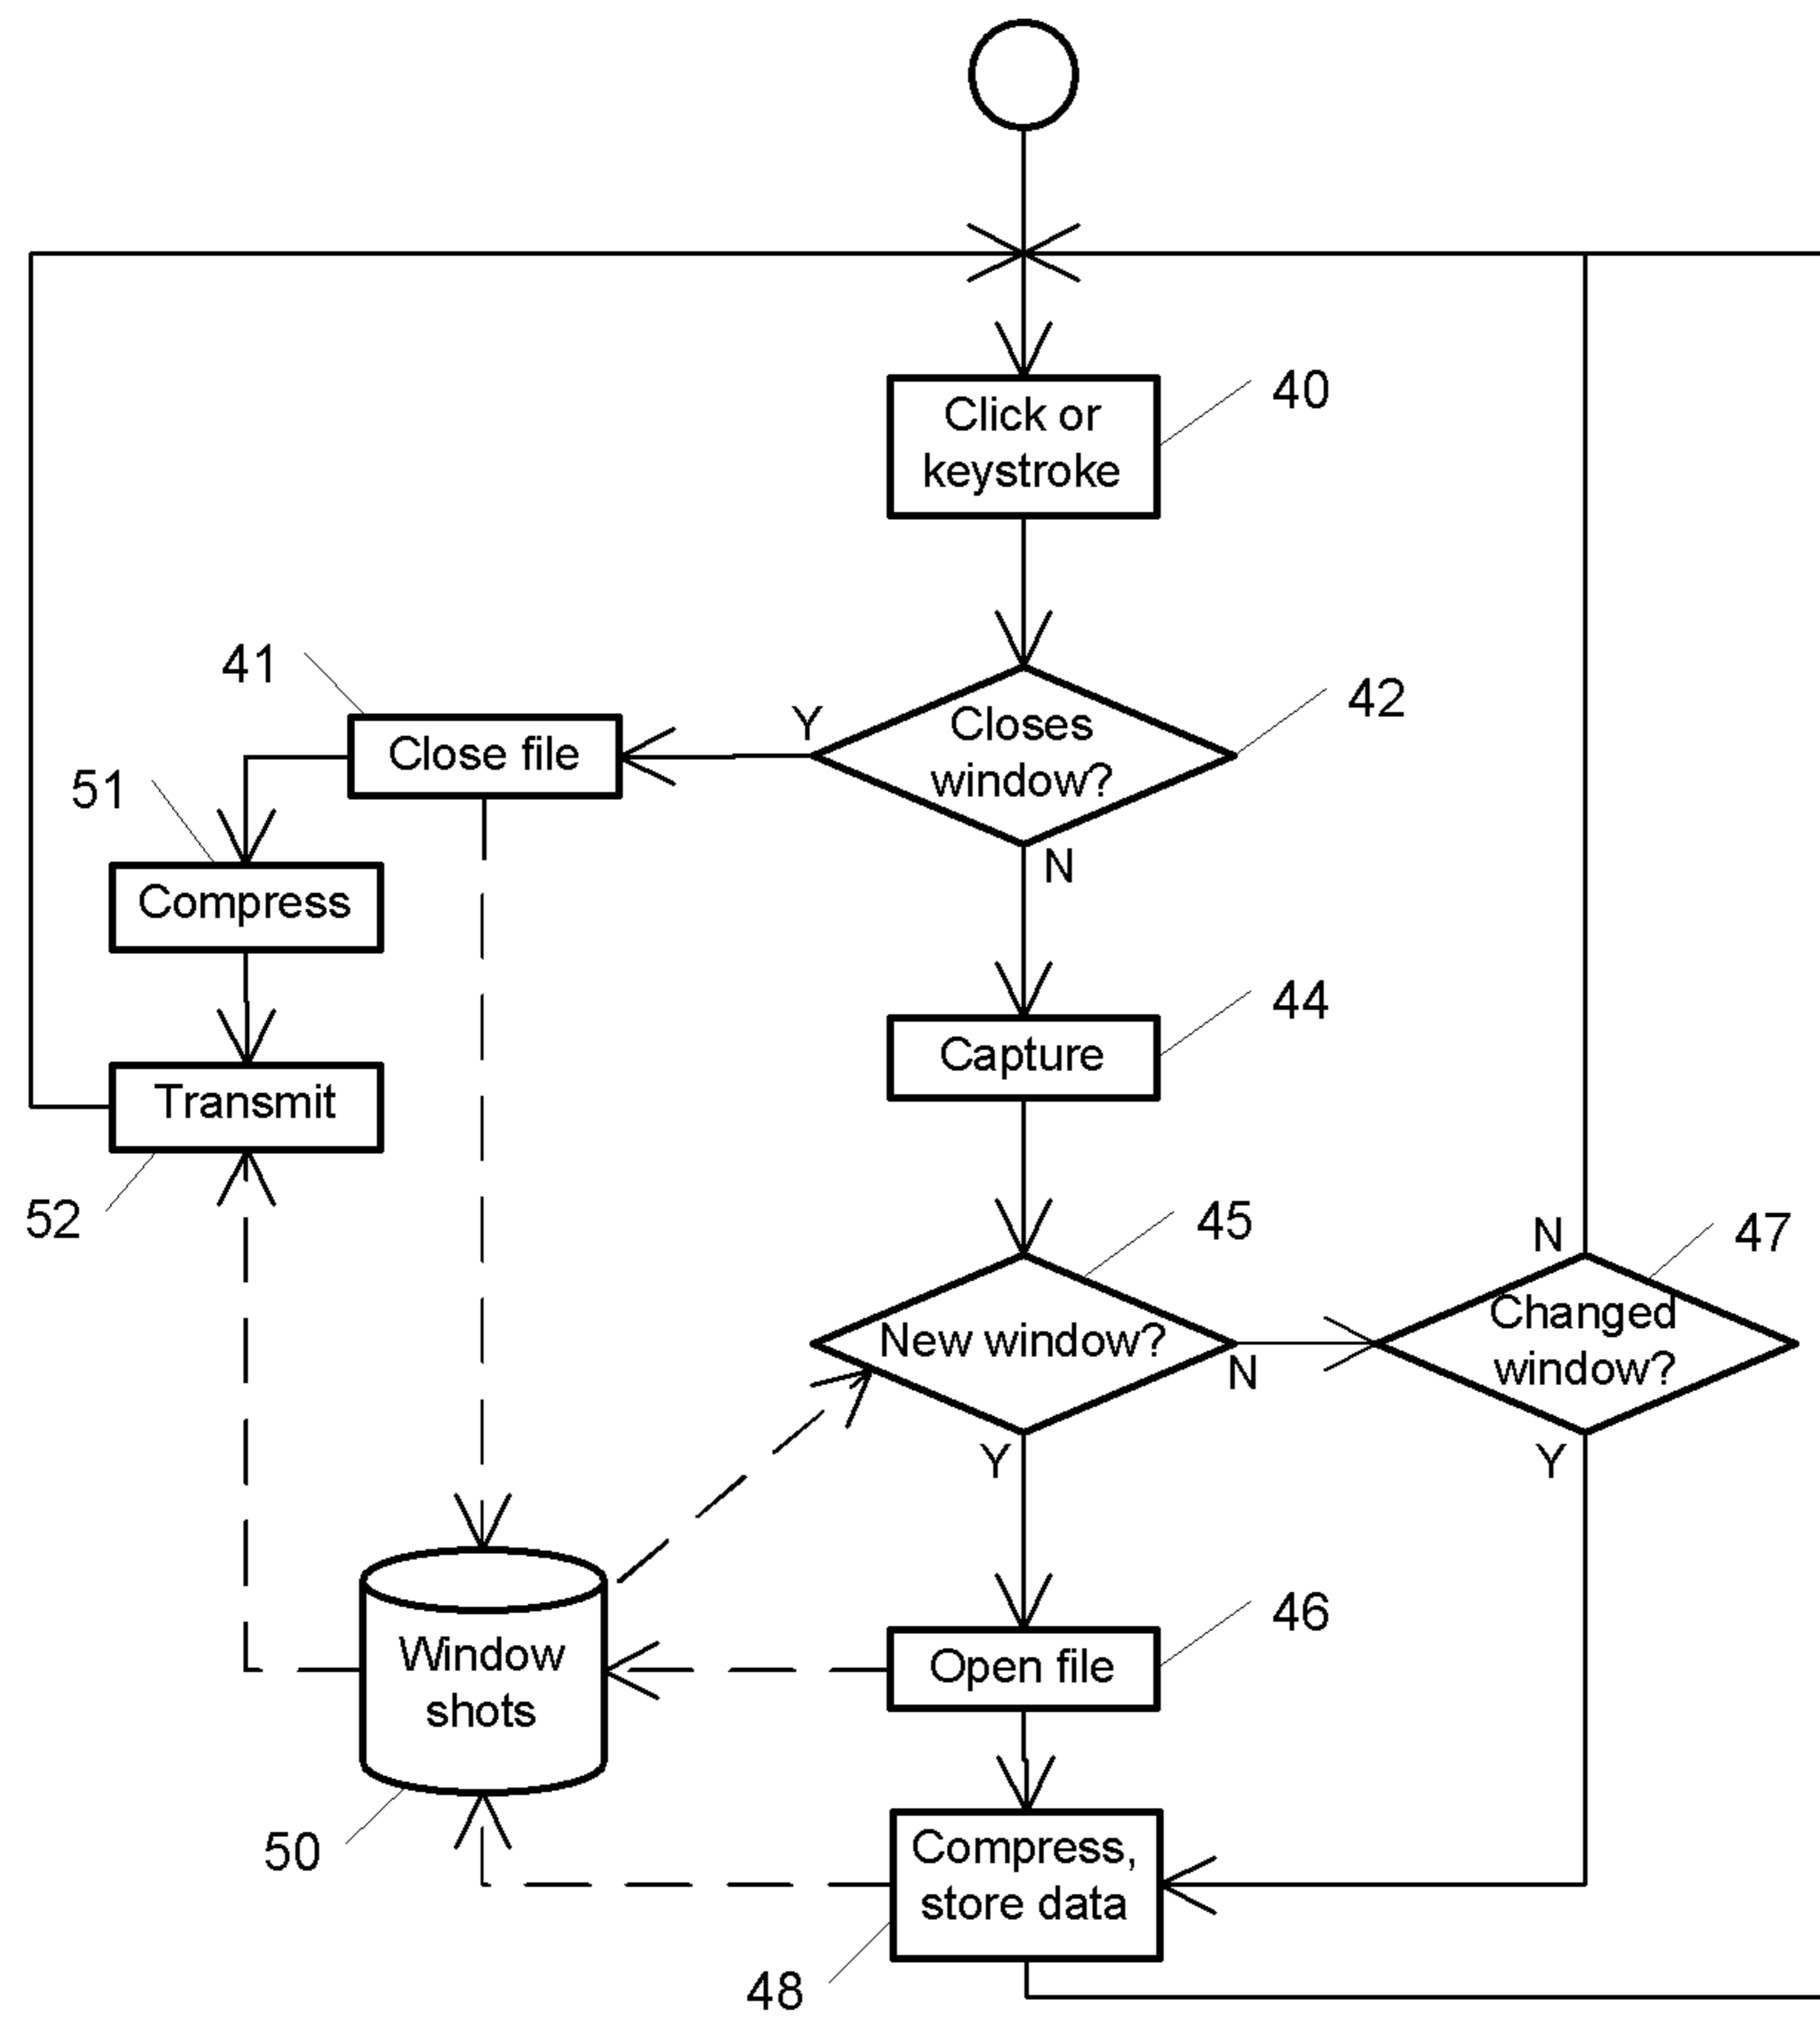 Click or
keystroke
40
41
Y
Closes
window?
42
Close file
51
N
Compress
44
Capture
Transmit
52
45
N
47
New window?
N
Changed
window?
Y
Y
46
Window
shots
Open file
50
Compress,
store data
48